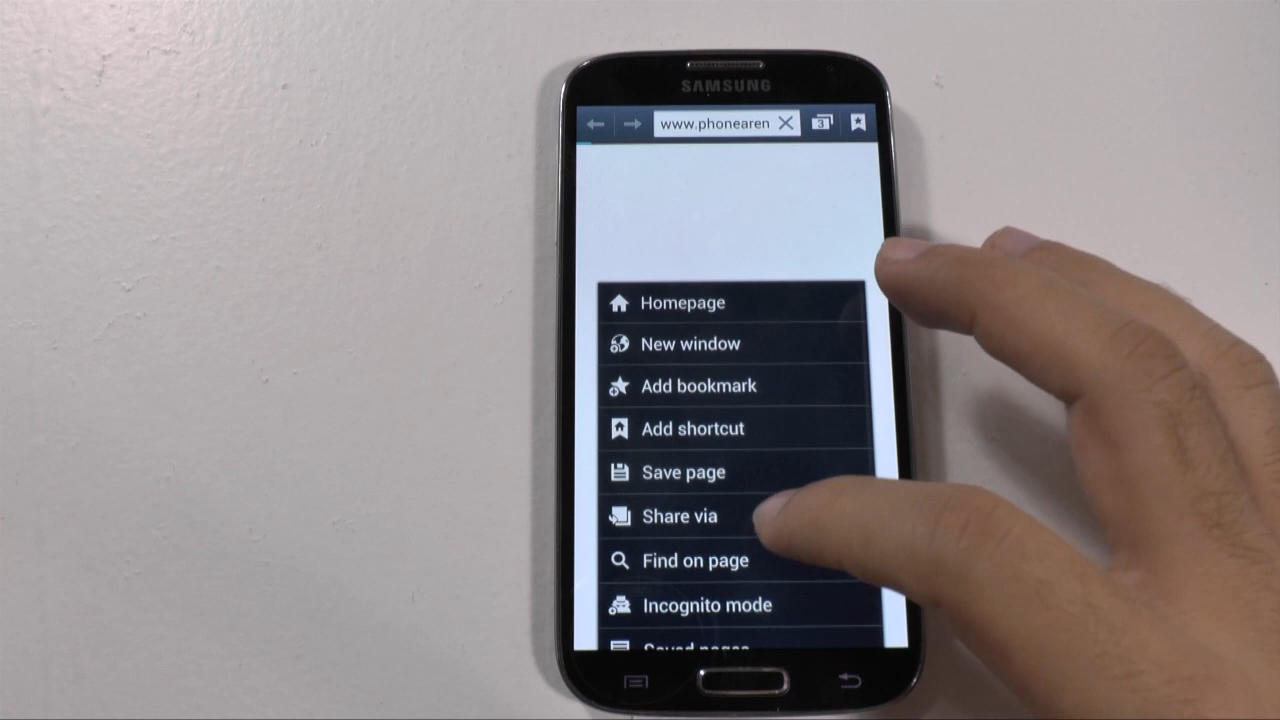 SAMSUNG
www.phonearen
3
Homepage
New window
Add bookmark
Add shortcut
Save page
Share via
Find on page
Incognito mode
Saved pages